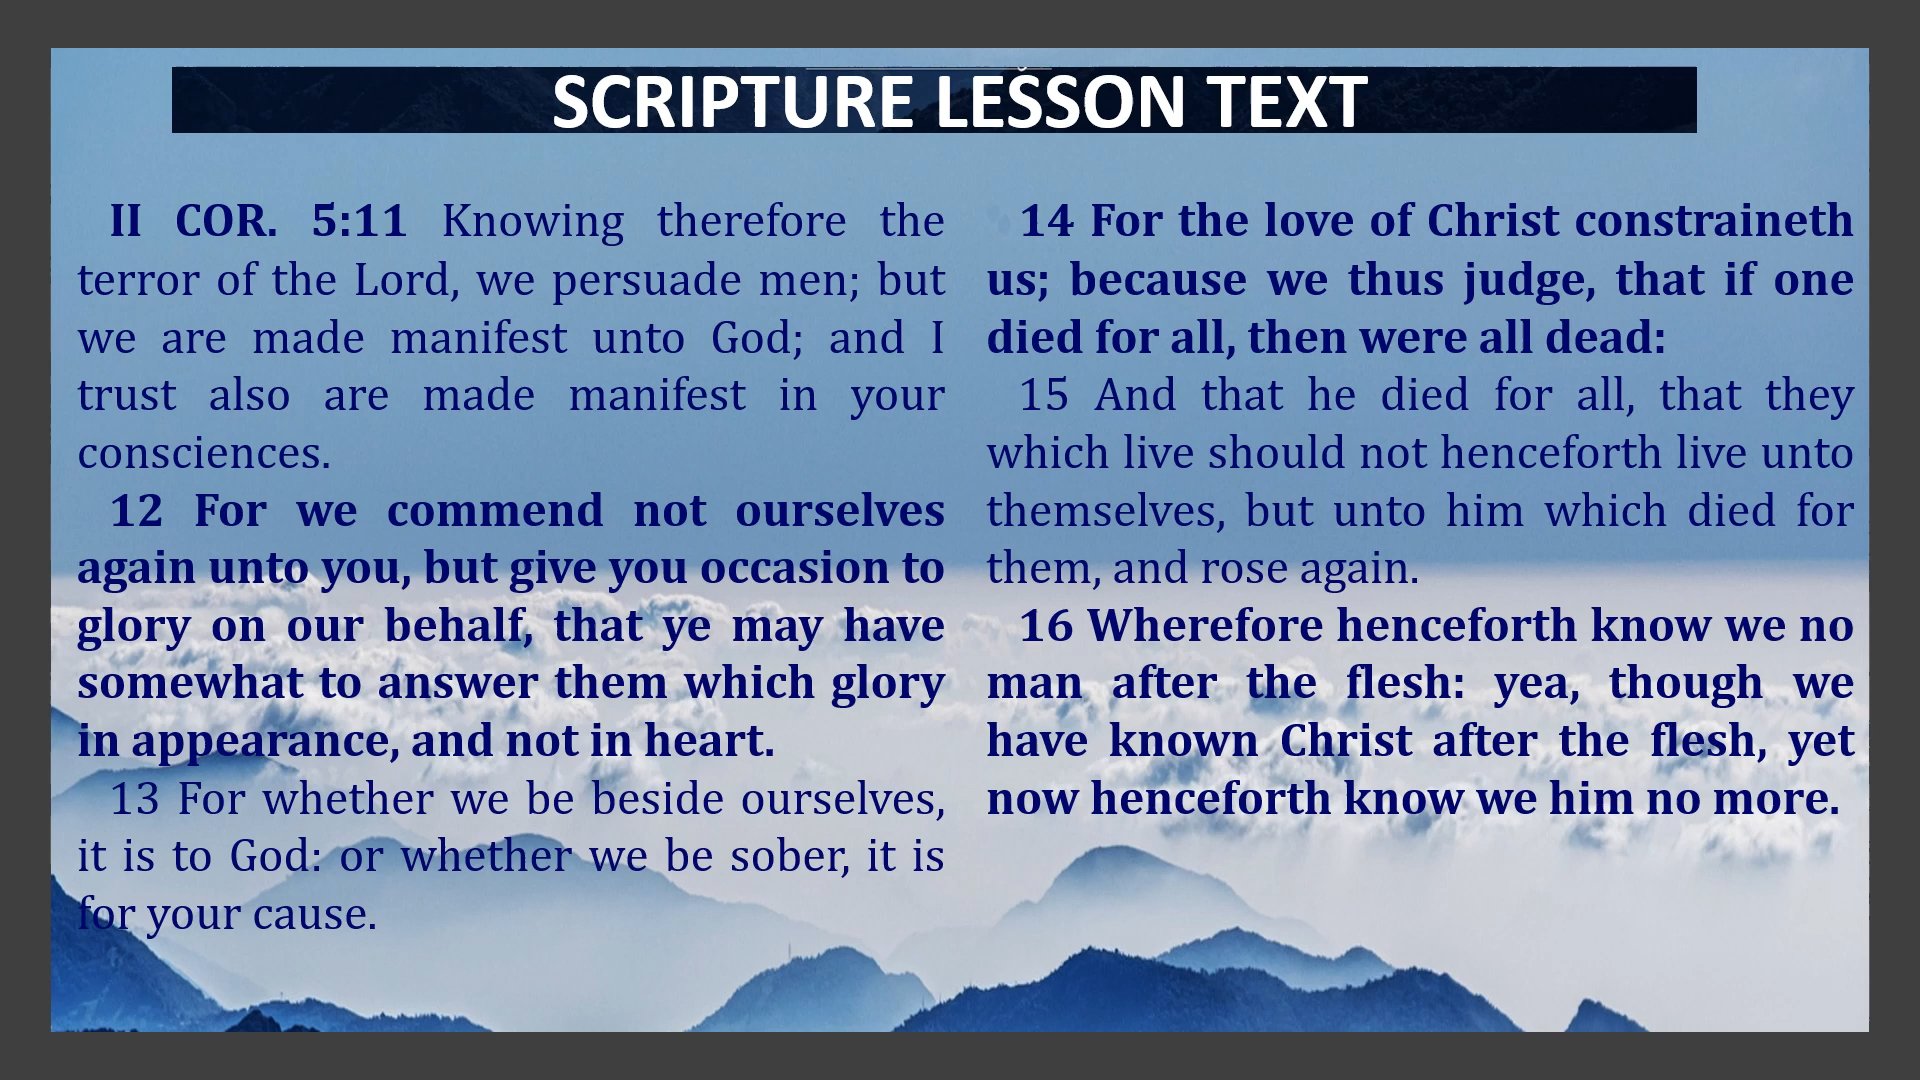 SCRIPTURE LESSON TEXT
II COR. 5:11 Knowing therefore the
terror of the Lord, we persuade men; but
we are made manifest unto God; and I
trust also are made manifest in your
consciences.
12 For we commend not ourselves
again unto you, but give you occasion to
glory on our behalf, that ye may have
somewhat to answer them which glory
in appearance, and not in heart.
13 For whether we be beside ourselves,
it is to God: or whether we be sober, it is
for your cause.
14 For the love of Christ constraineth
us; because we thus judge, that if one
died for all, then were all dead:
15 And that he died for all, that they
which live should not henceforth live unto
themselves, but unto him which died for
them, and rose again.
16 Wherefore henceforth know we no
man after the flesh: yea, though we
have known Christ after the flesh, yet
now henceforth know we him no more.